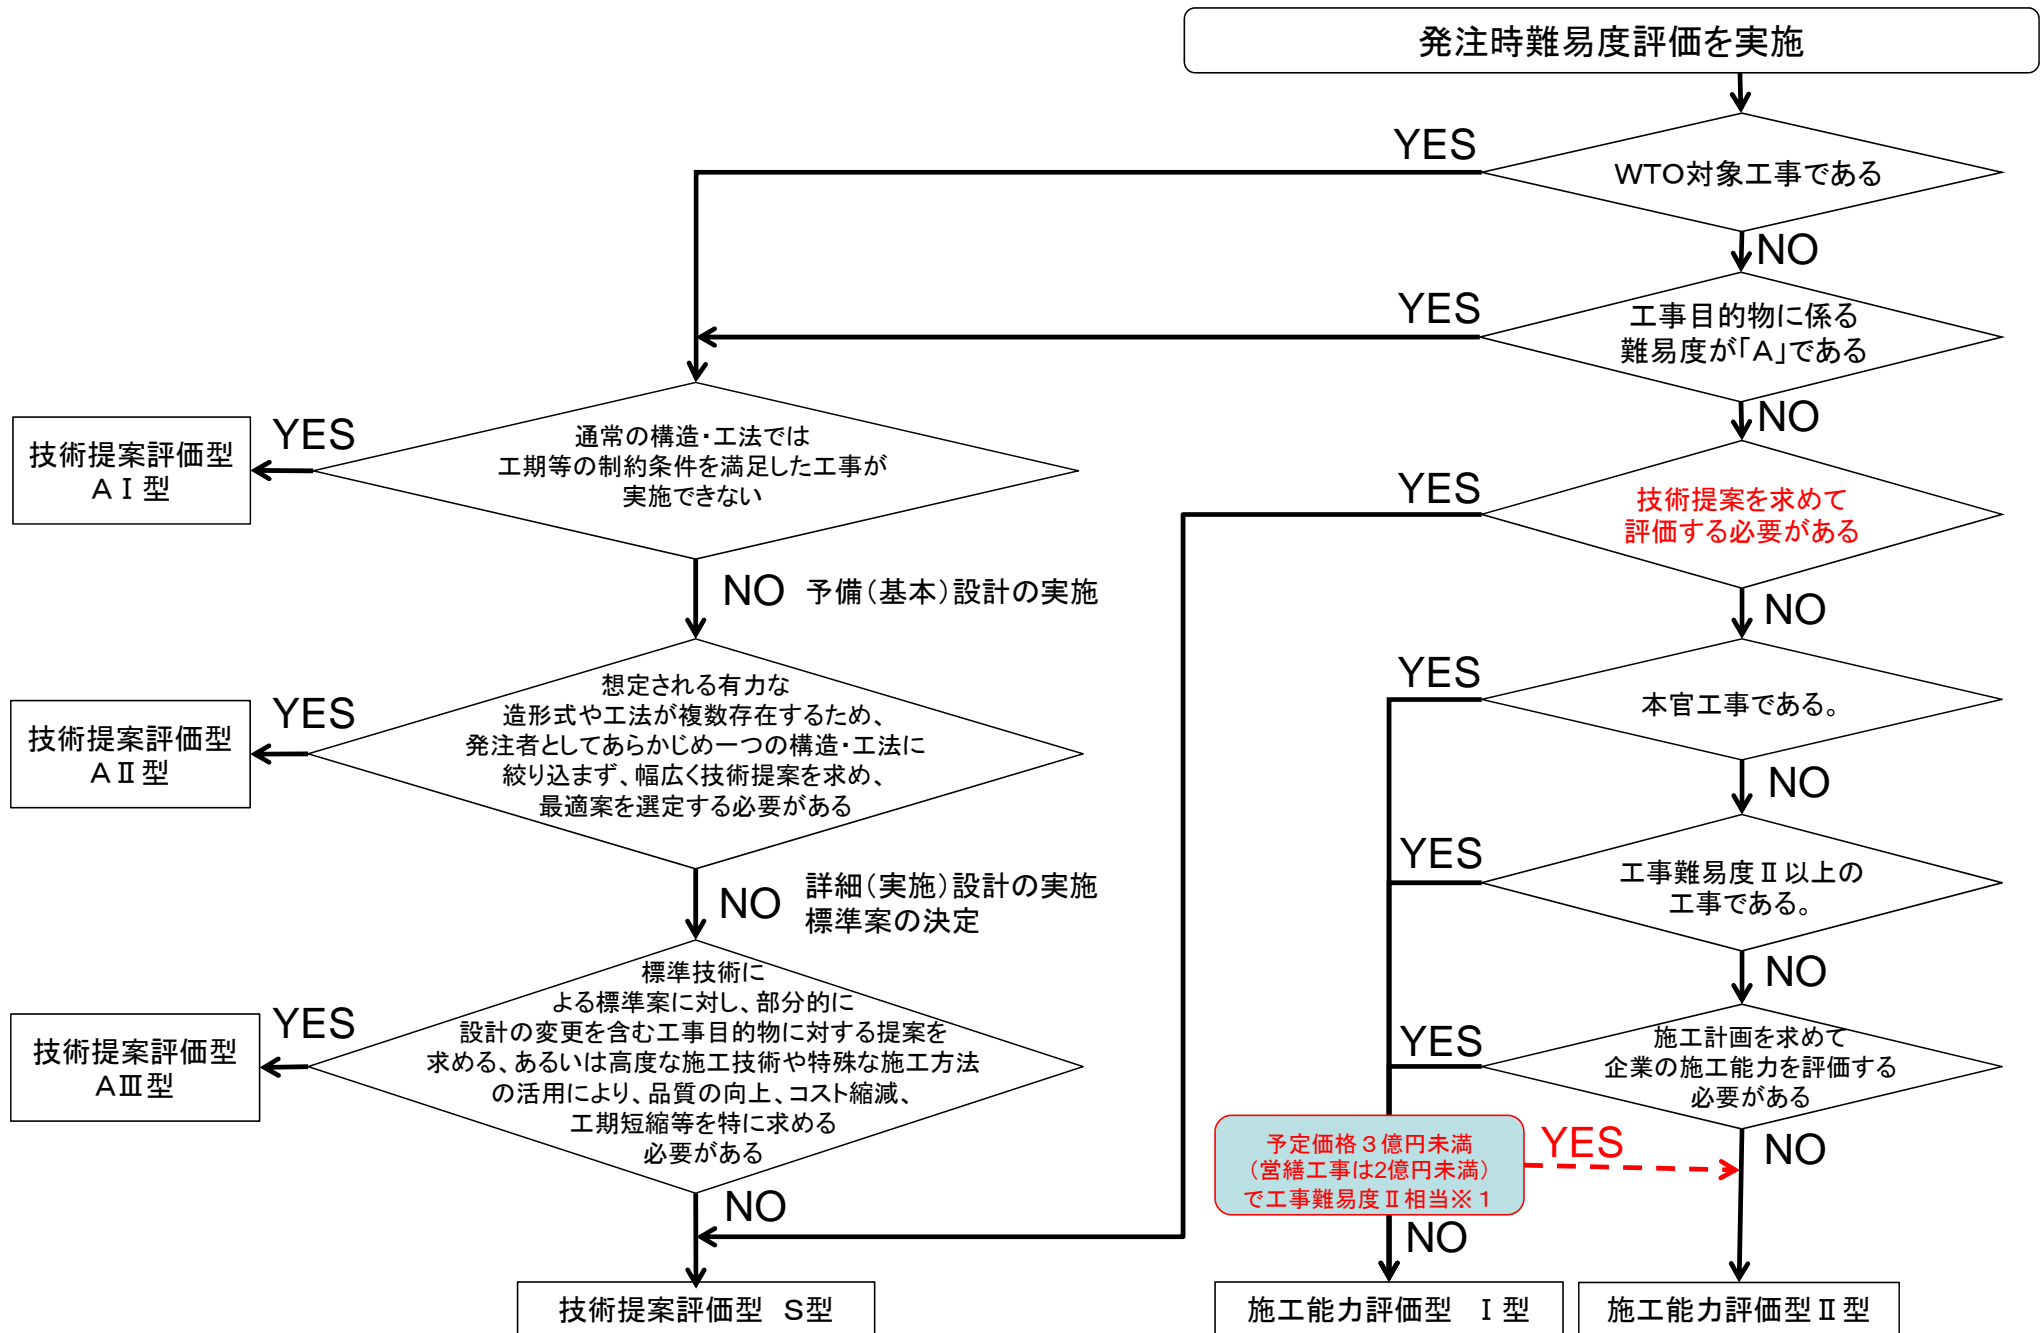 発注時難易度評価を実施
YES
WTO対象工事である
NO
YES
工事目的物に係る
難易度が「A」である
NO
技術提案評価型
AⅠ型
YES
通常の構造・工法では
工期等の制約条件を満足した工事が
実施できない
YES
技術提案を求めて
評価する必要がある
NO 予備(基本)設計の実施
NO
技術提案評価型
AⅡ型
YES
想定される有力な
造形式や工法が複数存在するため、
発注者としてあらかじめ一つの構造・工法に
絞り込まず、幅広く技術提案を求め、
最適案を選定する必要がある
YES
本官工事である。
NO
NO
詳細(実施)設計の実施
標準案の決定
YES
工事難易度Ⅱ以上の
工事である。
NO
技術提案評価型
AⅢ型
YES
標準技術に
よる標準案に対し、部分的に
設計の変更を含む工事目的物に対する提案を
求める、あるいは高度な施工技術や特殊な施工方法
の活用により、品質の向上、コスト縮減、
工期短縮等を特に求める
必要がある
YES
施工計画を求めて
企業の施工能力を評価する
必要がある
予定価格3億円未満
(営繕工事は2億円未満)
で工事難易度Ⅱ相当※1
YES
NO
NO
NO
技術提案評価型 S型
施工能力評価型 Ⅰ型
施工能力評価型Ⅱ型